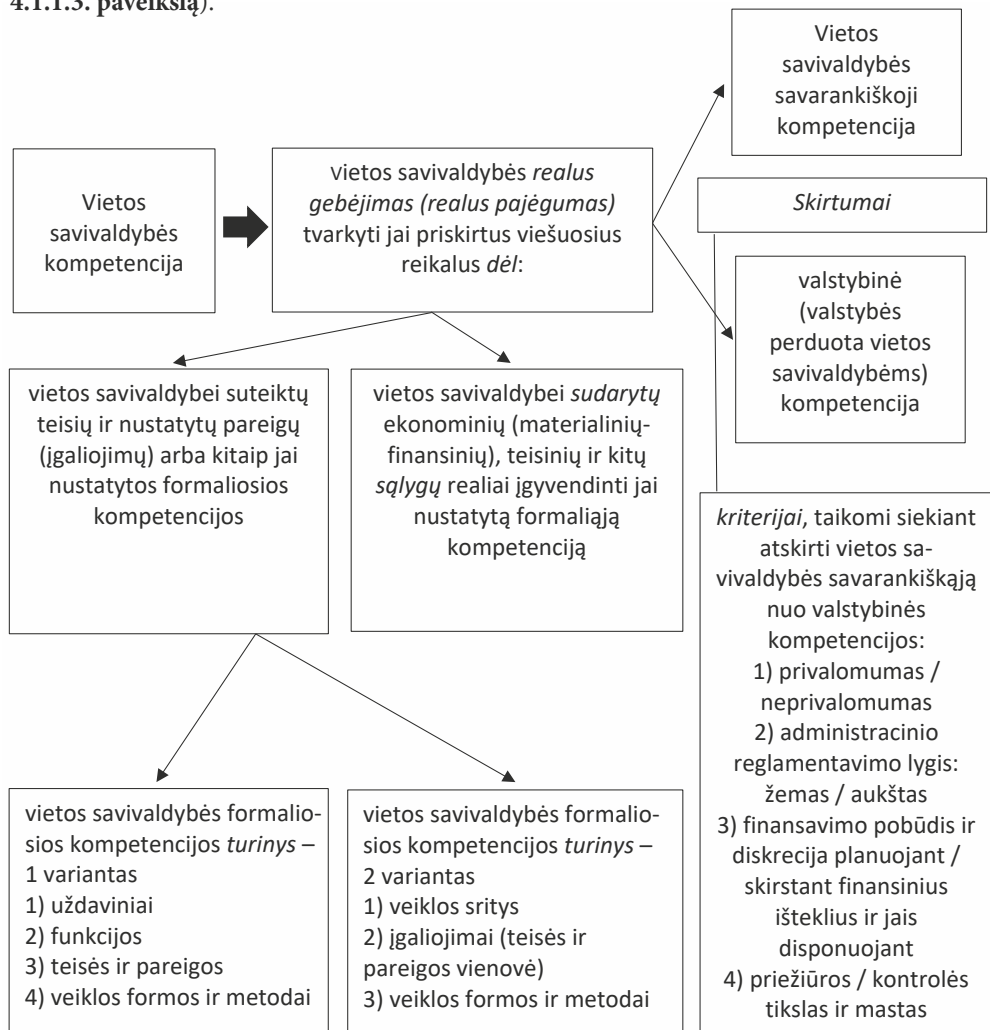 4.1.1.3. paveikslą).
Vietos
savivaldybės
savarankiškoji
kompetencija
Vietos
savivaldybės
kompetencija
Vietos savivaldybės realus
gebėjimas (realus pajėgumas)
tvarkyti jai priskirtus viešuosius
reikalus dėl:
Skirtumai
valstybinė
(valstybės
perduota vietos
savivaldybėms)
kompetencija
vietos savivaldybei suteiktų
teisių ir nustatytų pareigų
(įgaliojimų) arba kitaip jai
nustatytos formaliosios
kompetencijos
vietos savivaldybei sudarytų
ekonominių (materialinių-
finansinių), teisinių ir kitų
sąlygų realiai įgyvendinti jai
nustatytą formaliąją
kompetenciją
kriterijai, taikomi siekiant
atskirti vietos sa-
vivaldybės savarankiškąją
nuo valstybinės
kompetencijos:
1) privalomumas /
neprivalomumas
2) administracinio
reglamentavimo lygis:
žemas / aukštas
3) finansavimo pobūdis ir
diskrecija planuojant /
skirstant finansinius
išteklius ir jais
disponuojant
4) priežiūros / kontrolės
tikslas ir mastas
vietos savivaldybės formalio-
sios kompetencijos turinys –
1 variantas
1) uždaviniai
2) funkcijos
3) teisės ir pareigos
4) veiklos formos ir metodai
vietos savivaldybės formalio-
sios kompetencijos turinys –
2 variantas
1) veiklos sritys
2) įgaliojimai (teisės ir
pareigos vienovė)
3) veiklos formos ir metodai